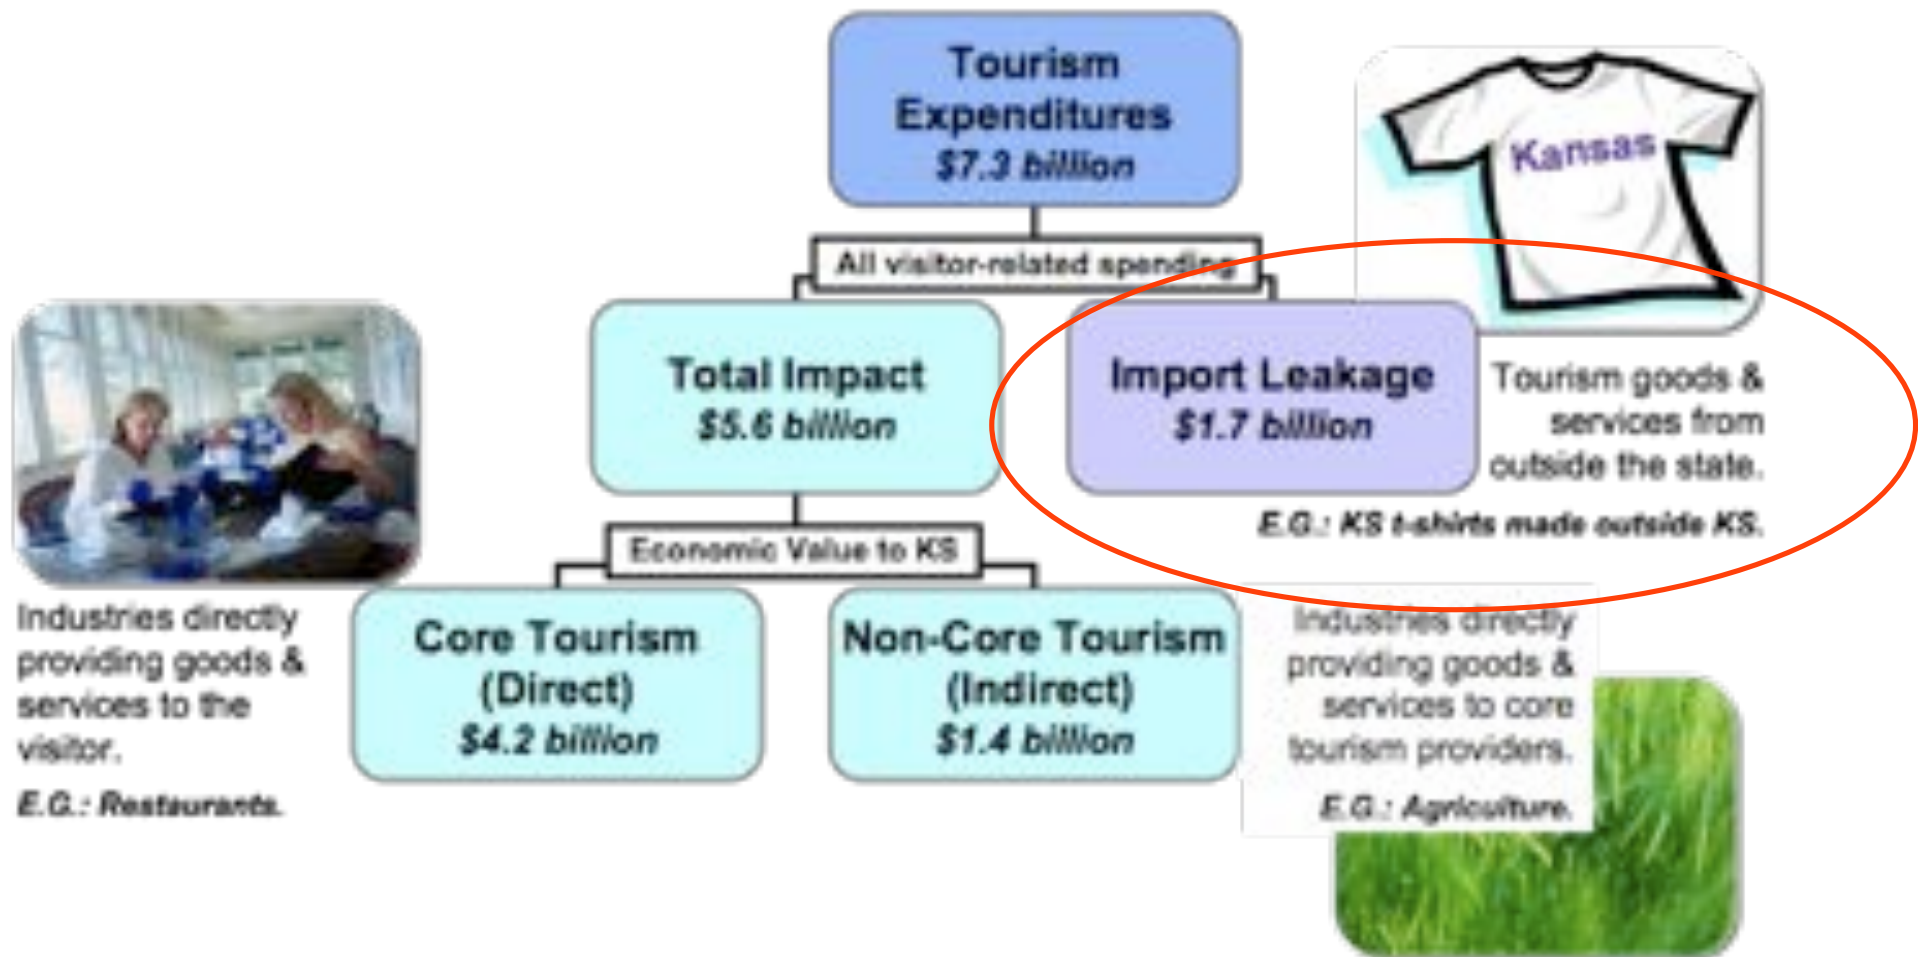 Tourism
Expenditures
$7.3 billion
Kansas
All visitor-related spending
Total Impact
$5.6 billion
Import Leakage
$1.7 billion
Tourism goods &
services from
outside the state.
E.G.: KS t-shirts made outside KS.
Economic Value to KS
Industries directly
providing goods &
services to the
visitor.
E.G.: Restaurants.
Core Tourism
(Direct)
$4.2 billion
Non-Core Tourism
(Indirect)
$1.4 billion
Industries directly
providing goods &
services to core
tourism providers.
E.G.: Agriculture.